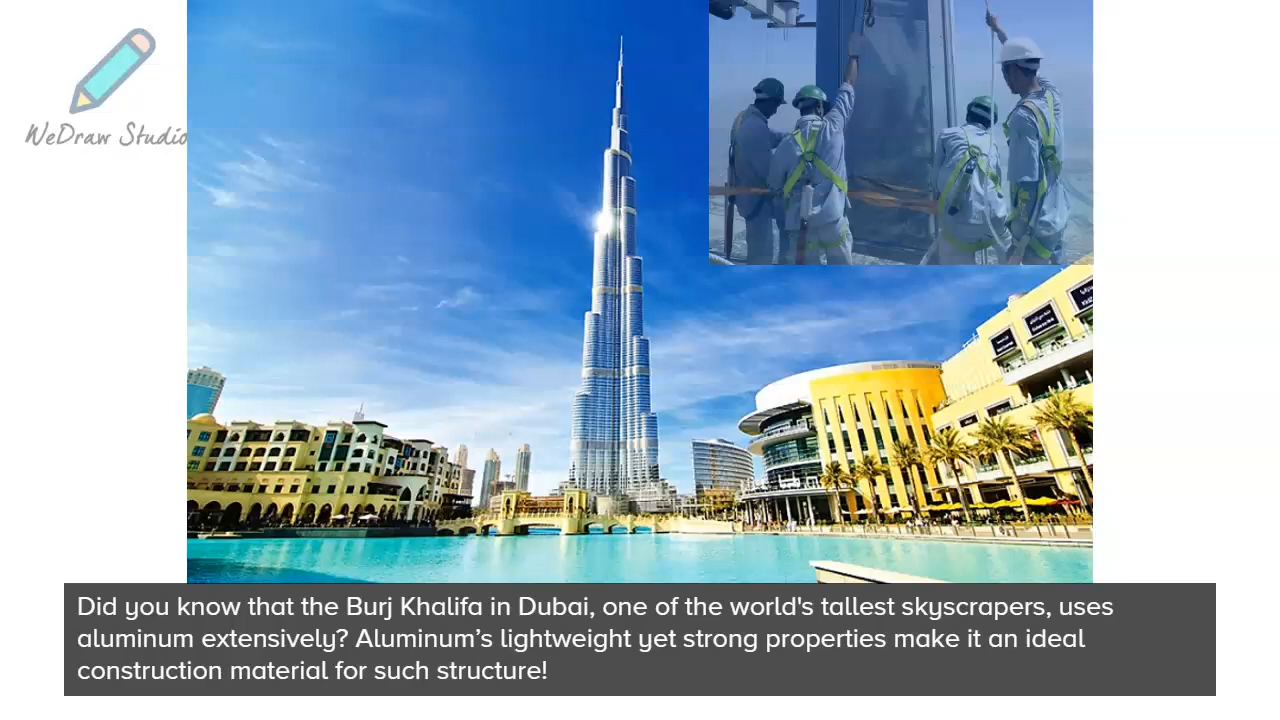 WeDraw Studio
Did you know that the Burj Khalifa in Dubai, one of the world's tallest skyscrapers, uses
aluminum extensively? Aluminum’s lightweight yet strong properties make it an ideal
construction material for such structure!